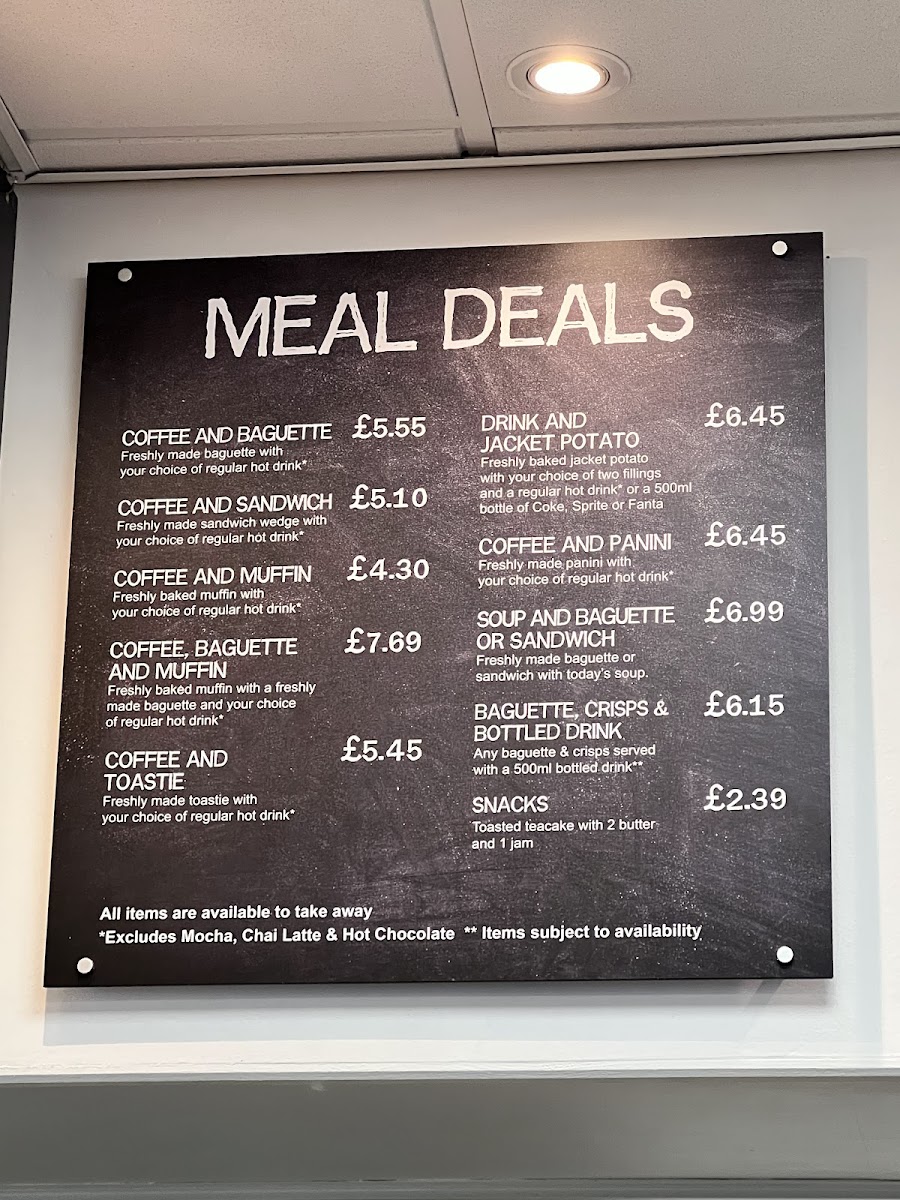 MEAL DEALS
COFFEE AND BAGUETTE £5.55
Freshly made baguette with
your choice of regular hot drink*
COFFEE AND SANDWICH £5.10
Freshly made sandwich wedge with
your choice of regular hot drink*
COFFEE AND MUFFIN £4.30
Freshly baked muffin with
your choice of regular hot drink*
COFFEE, BAGUETTE £7.69
AND MUFFIN
Freshly baked muffin with a freshly
made baguette and your choice
of regular hot drink*
COFFEE AND £5.45
TOASTIE
Freshly made toastie with
your choice of regular hot drink*
DRINK AND £6.45
JACKET POTATO
Freshly baked jacket potato
with your choice of two fillings
and a regular hot drink* or a 500ml
bottle of Coke, Sprite or Fanta
COFFEE AND PANINI £6.45
Freshly made panini with
your choice of regular hot drink*
SOUP AND BAGUETTE £6.99
OR SANDWICH
Freshly made baguette or
sandwich with today's soup.
BAGUETTE, CRISPS & £6.15
BOTTLED DRINK
Any baguette & crisps served
with a 500ml bottled drink**
SNACKS £2.39
Toasted teacake with 2 butter
and 1 jam
All items are available to take away
*Excludes Mocha, Chai Latte & Hot Chocolate ** Items subject to availability